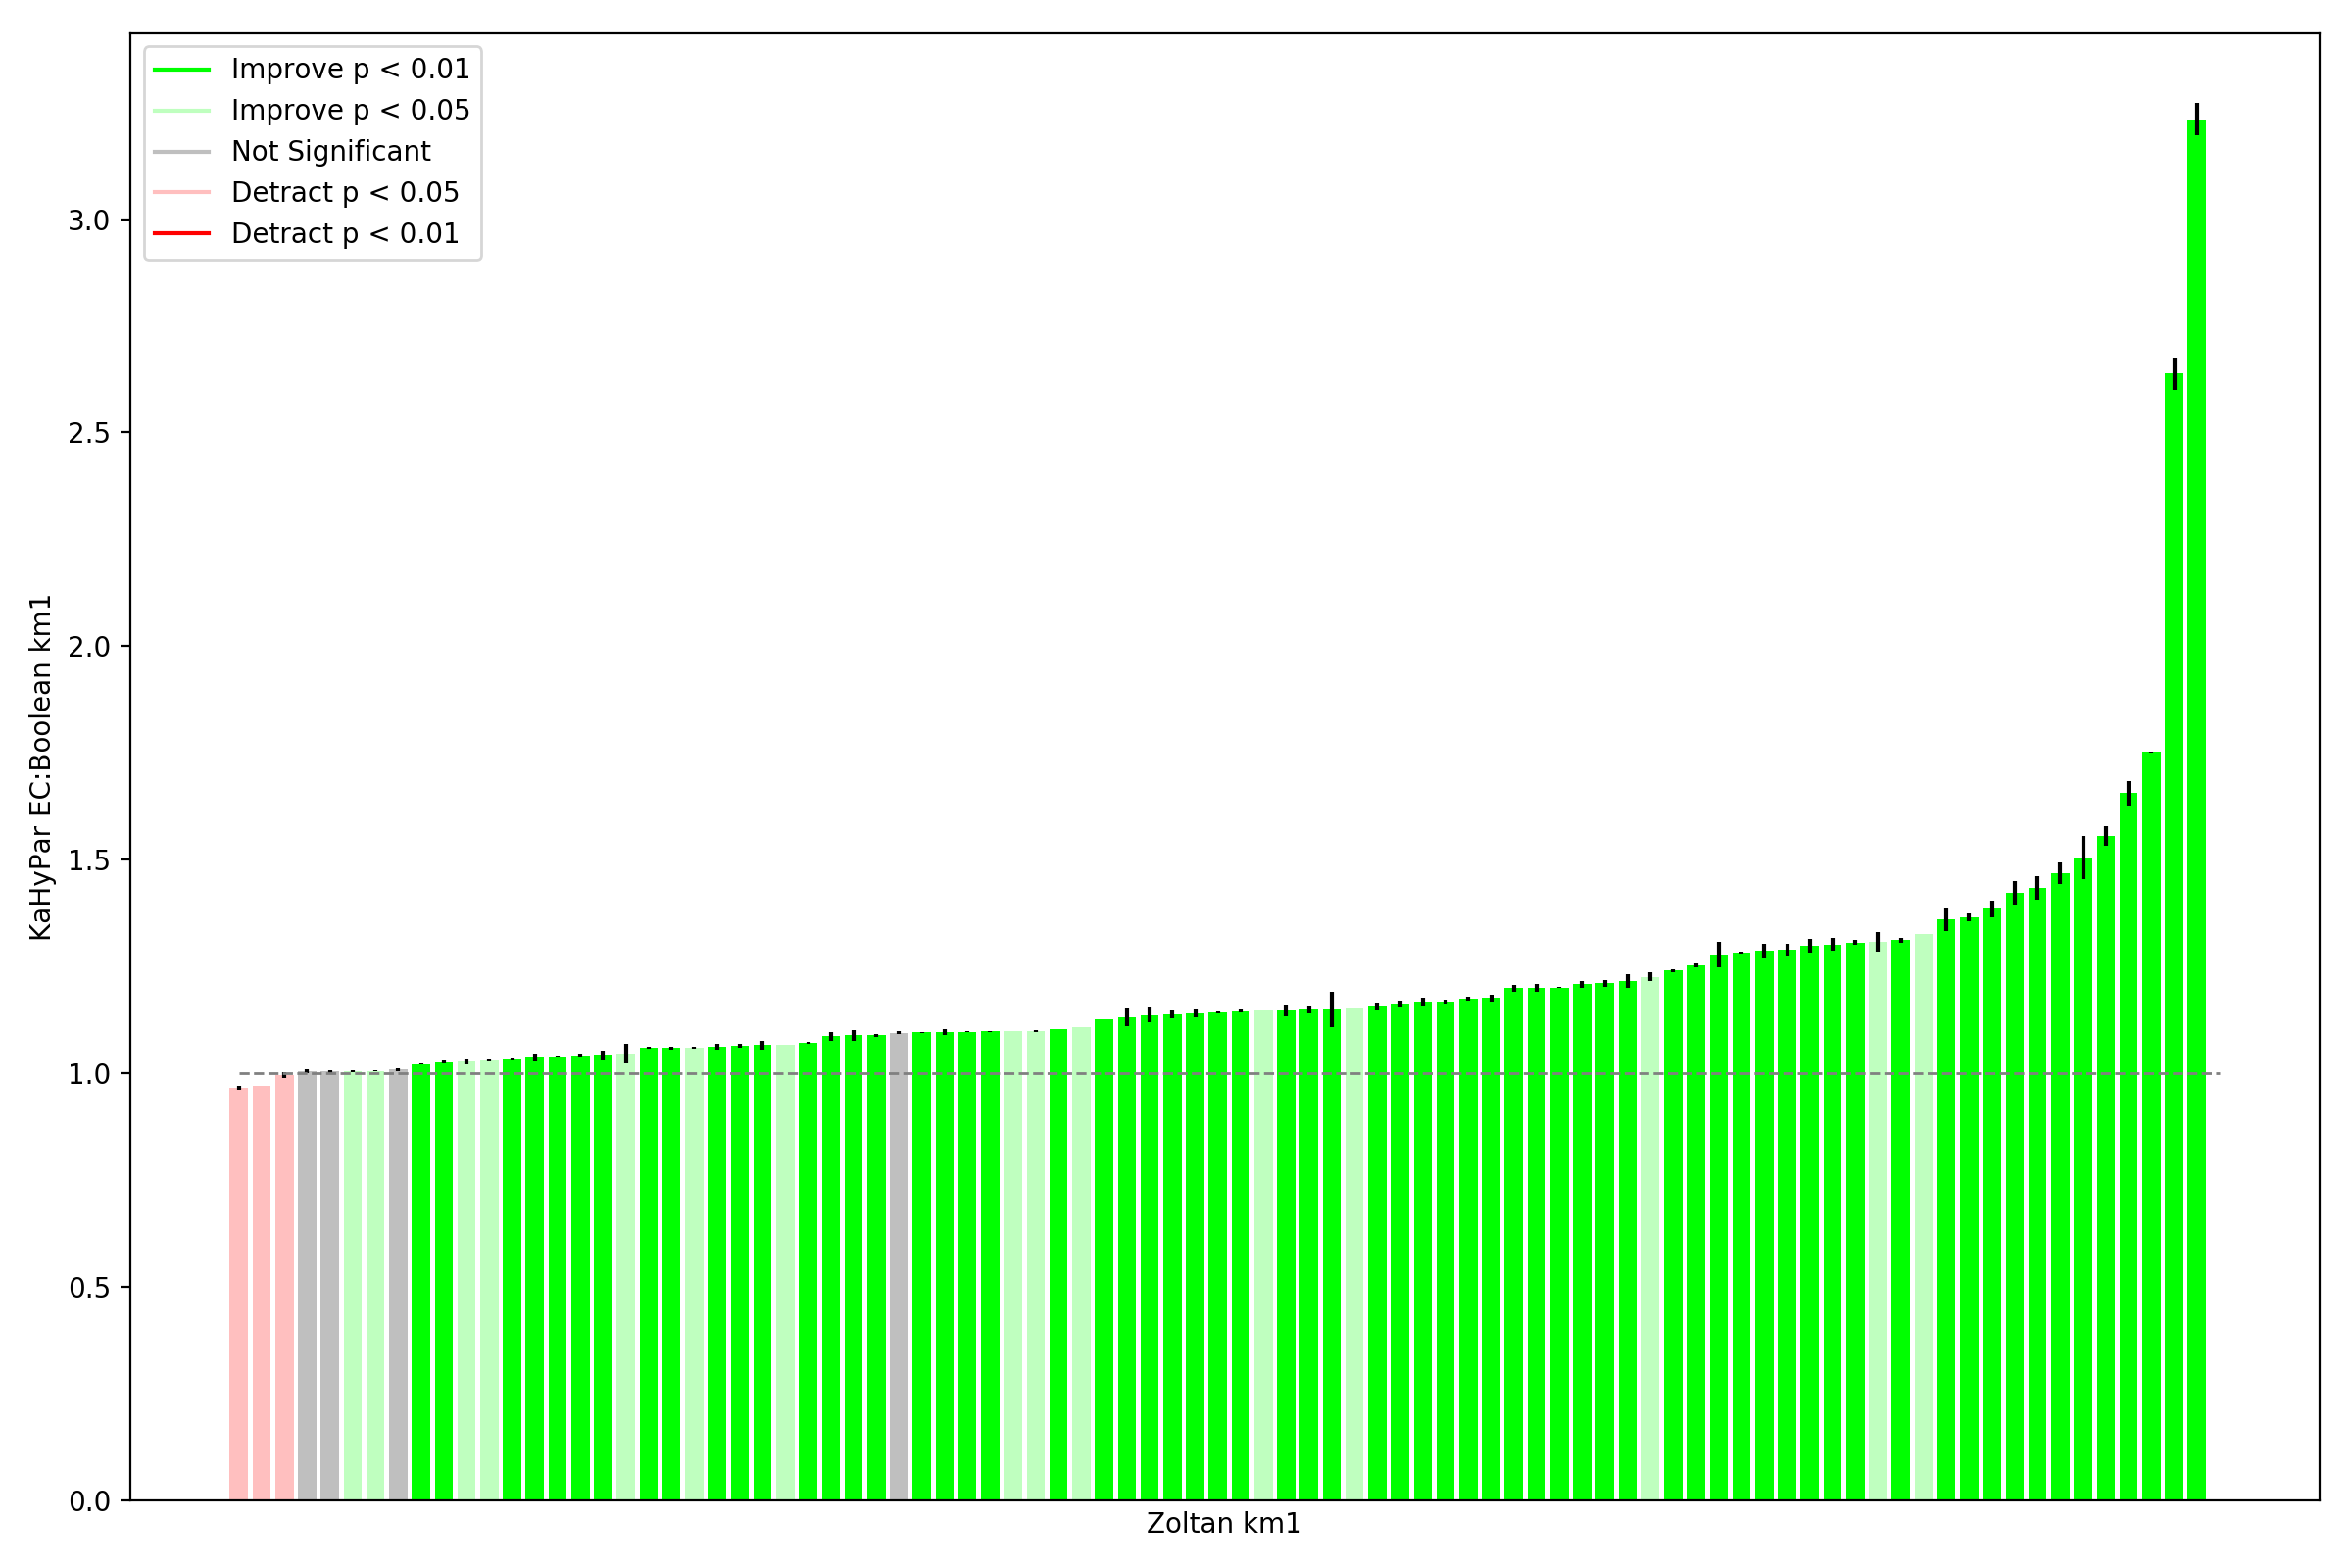 Improve p < 0.01
Improve p < 0.05
Not Significant
Detract p < 0.05
Detract p < 0.01
3.0
2.5
2.0
1.5
1.0
0.5
0.0
KaHyPar EC:Boolean km1
Zoltan km1